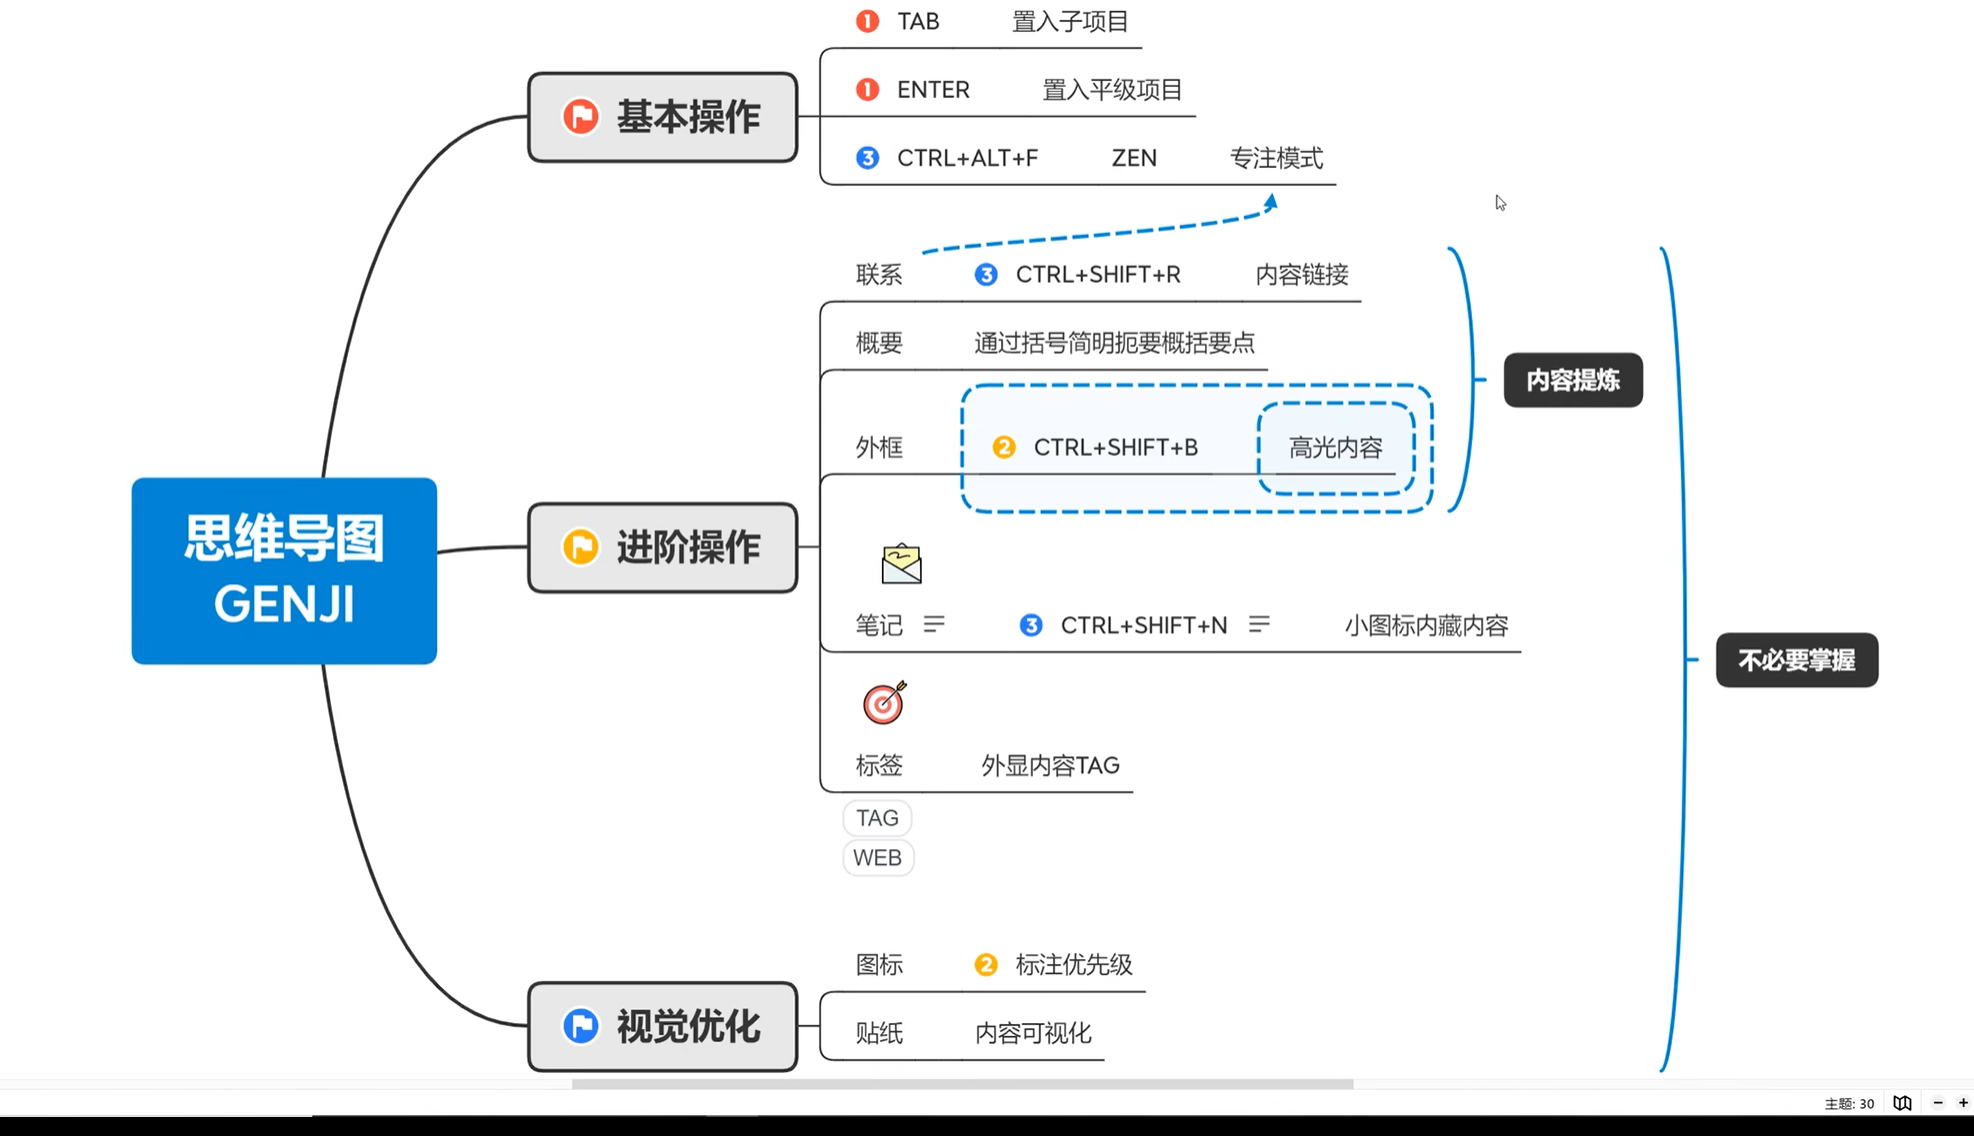 1 TAB 置入子项目
基本操作
1 ENTER 置入平级项目
3 CTRL+ALT+F ZEN 专注模式
联系 3 CTRL+SHIFT+R 内容链接
概要 通过括号简明扼要概括要点
内容提炼
外框 2 CTRL+SHIFT+B 高光内容
思维导图
GENJI
进阶操作
笔记 3 CTRL+SHIFT+N 小图标内藏内容
不必要掌握
标签 外显内容TAG
TAG
WEB
图标 2 标注优先级
视觉优化
贴纸 内容可视化
主题: 30